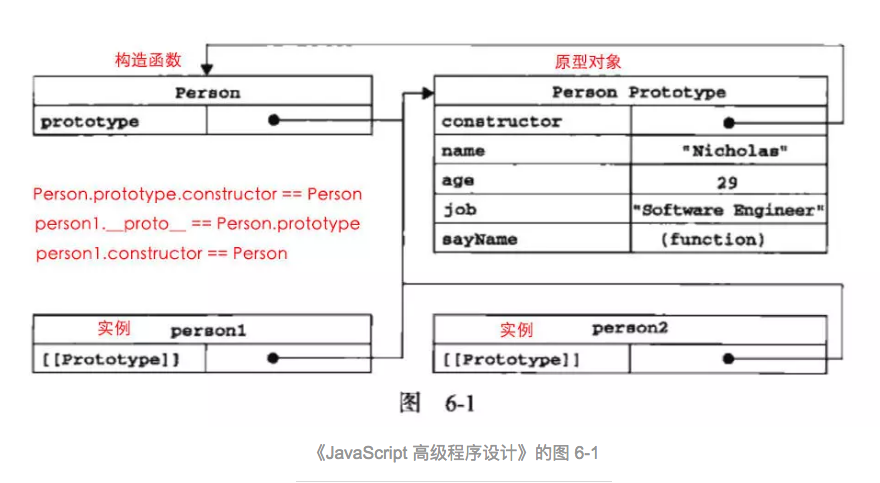 构造函数
原型对象
Person
prototype
Person Prototype
constructor
name "Nicholas"
age 29
job "Software Engineer"
sayName (function)
Person.prototype.constructor == Person
person1.__proto__ == Person.prototype
person1.constructor == Person
实例 person1
[[Prototype]]
实例 person2
[[Prototype]]
图 6-1
《JavaScript 高级程序设计》的图 6-1